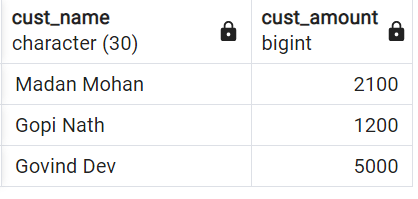 cust_name cust_amount
character (30) bigint
Madan Mohan 2100
Gopi Nath 1200
Govind Dev 5000